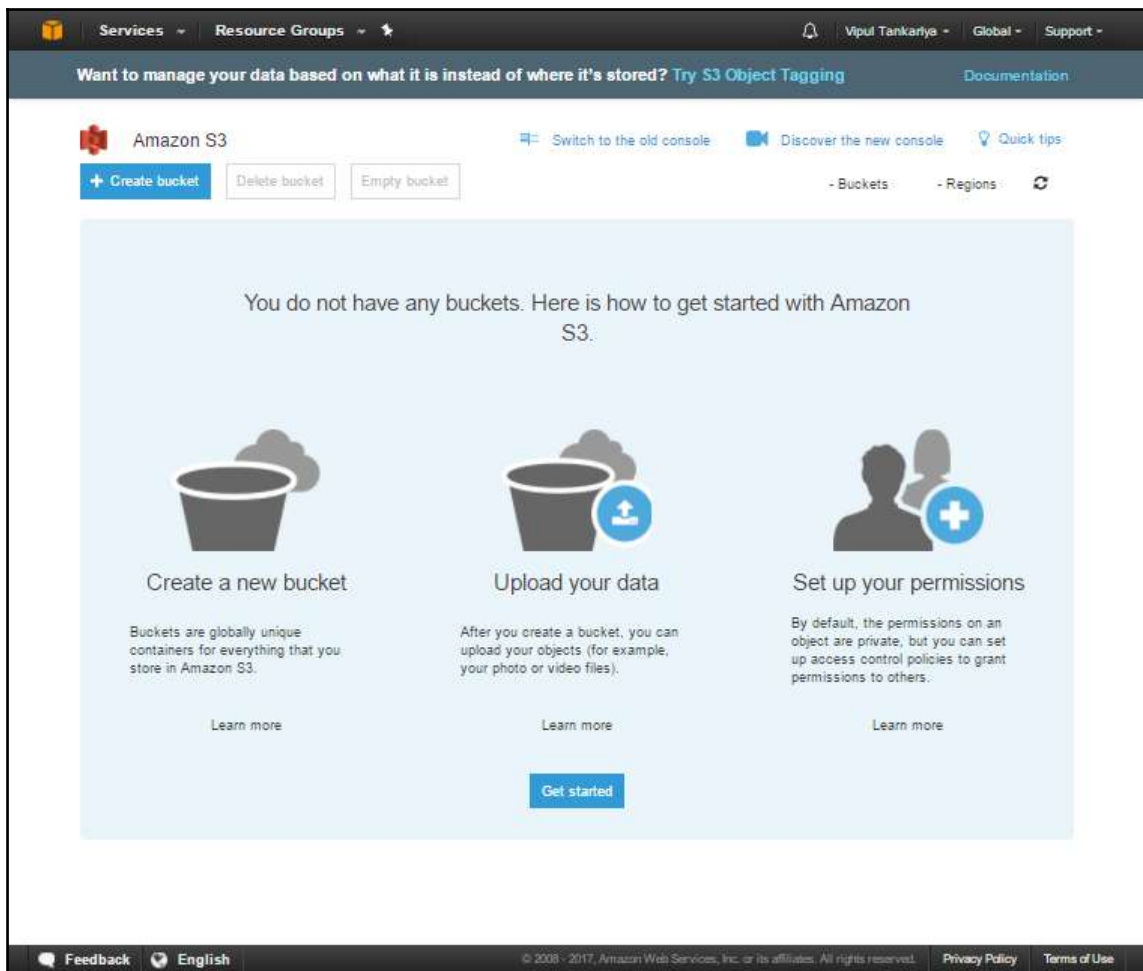 Services Resource Groups Vipul Tankariya Global Support
Want to manage your data based on what it is instead of where it's stored? Try S3 Object Tagging Documentation
Amazon S3 Switch to the old console Discover the new console Quick tips
+ Create bucket Delete bucket Empty bucket - Buckets - Regions
You do not have any buckets. Here is how to get started with Amazon
S3.
Create a new bucket
Buckets are globally unique
containers for everything that you
store in Amazon S3.
Learn more
Upload your data
After you create a bucket, you can
upload your objects (for example,
your photo or video files).
Learn more
Set up your permissions
By default, the permissions on an
object are private, but you can set
up access control policies to grant
permissions to others.
Learn more
Get started
Feedback English © 2008 - 2017, Amazon Web Services, Inc. or its affiliates. All rights reserved. Privacy Policy Terms of Use